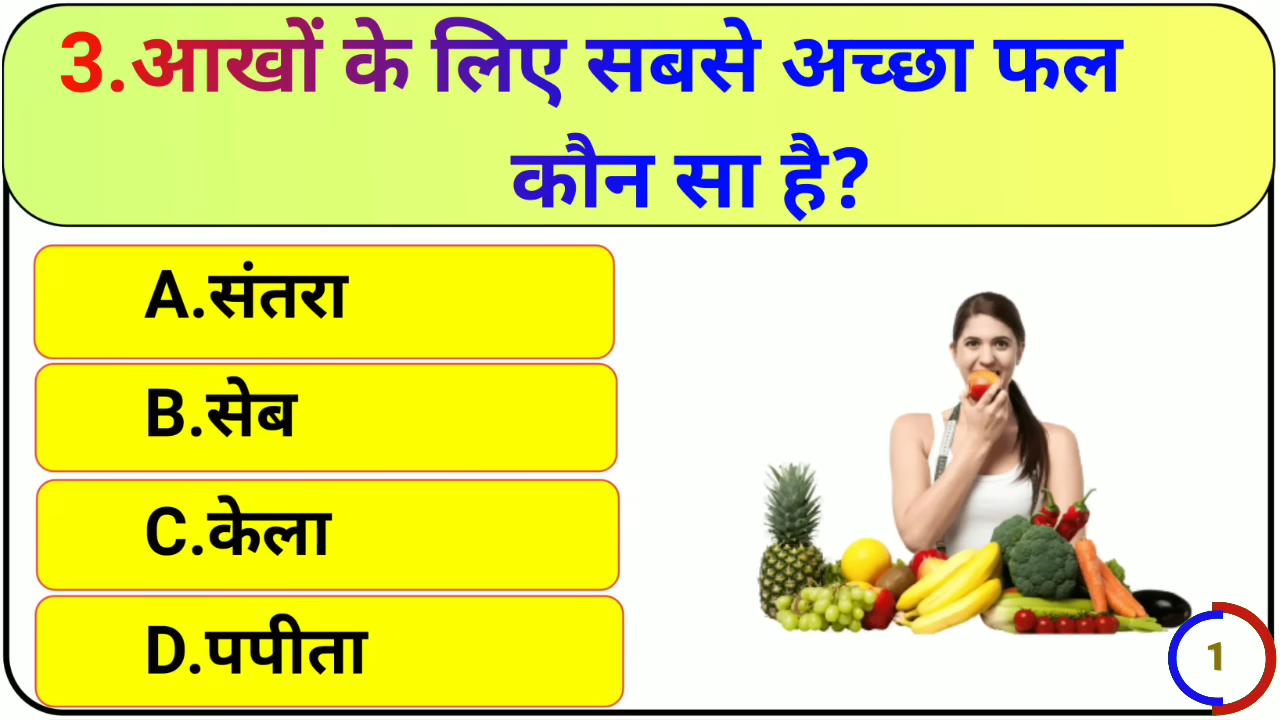 3.आखों के लिए सबसे अच्छा फल
कौन सा है?
A.संतरा
B.सेब
C.केला
D.पपीता
1